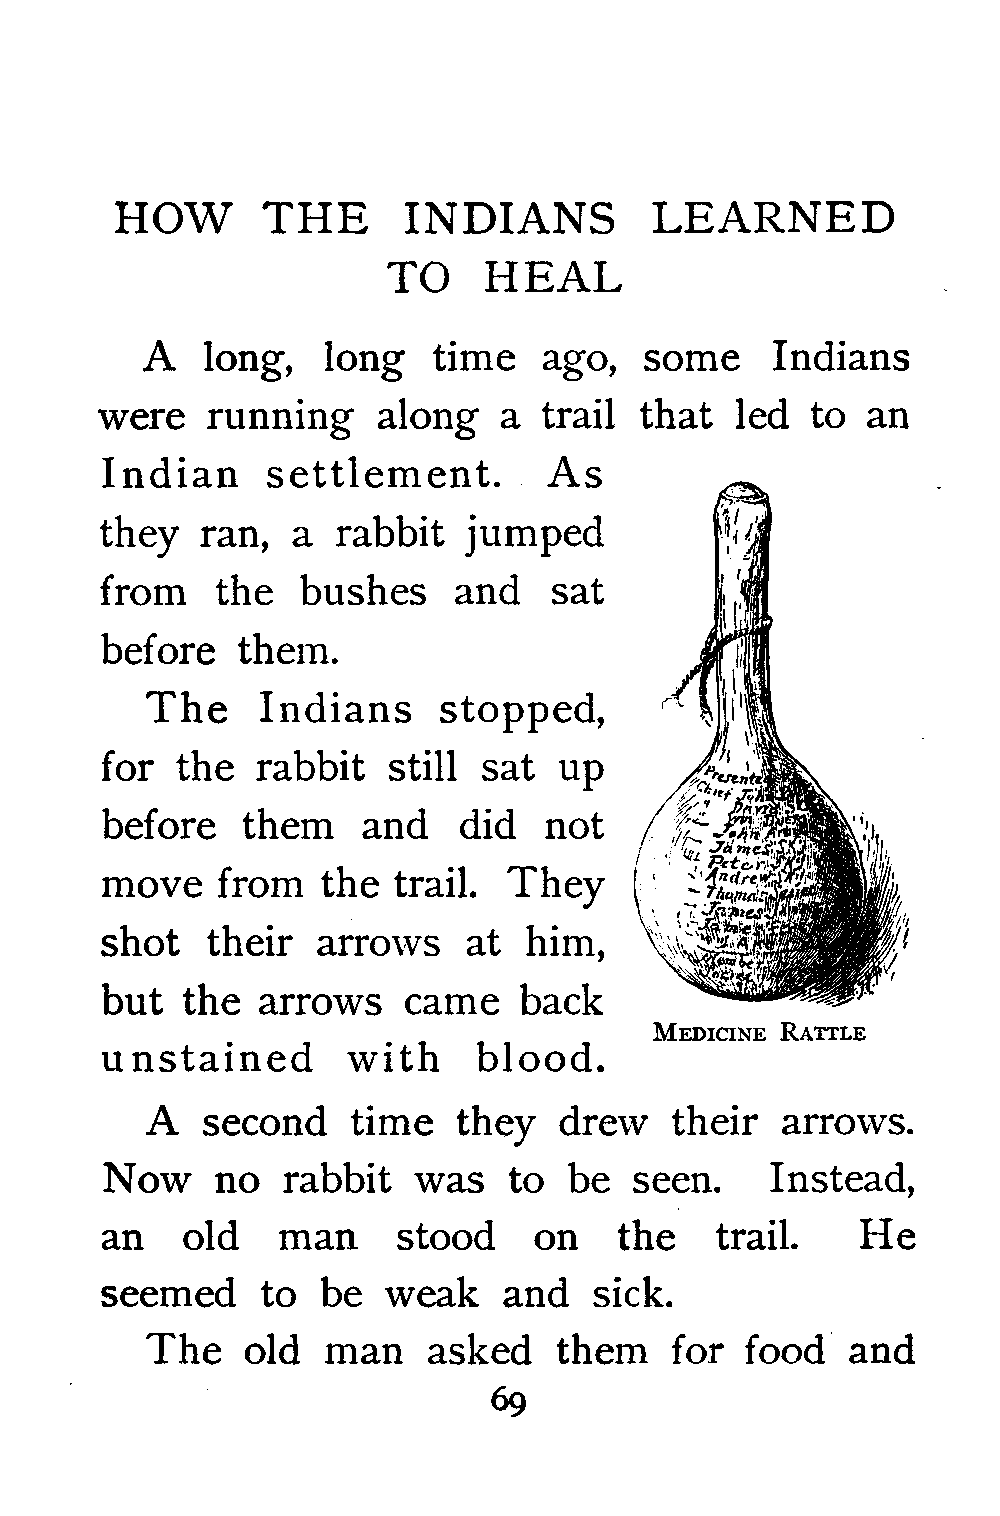 HOW THE INDIANS LEARNED
TO HEAL
A long, long time ago, some Indians
were running along a trail that led to an
Indian settlement. As
they ran, a rabbit jumped
from the bushes and sat
before them.
The Indians stopped,
for the rabbit still sat up
before them and did not
move from the trail. They
shot their arrows at him,
but the arrows came back
unstained with blood.
Chief
James
Peter
Andrew
James
MEDICINE RATTLE
A second time they drew their arrows.
Now no rabbit was to be seen. Instead,
an old man stood on the trail. He
seemed to be weak and sick.
The old man asked them for food and
69